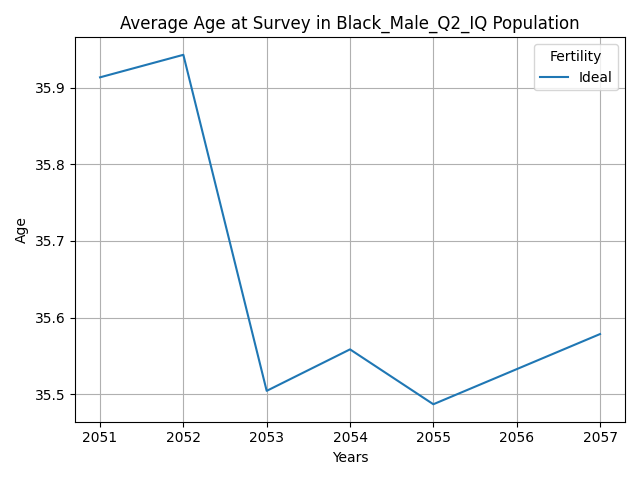 Average Age at Survey in Black_Male_Q2_IQ Population
Fertility
Ideal
Age
35.9
35.8
35.7
35.6
35.5
2051 2052 2053 2054 2055 2056 2057
Years